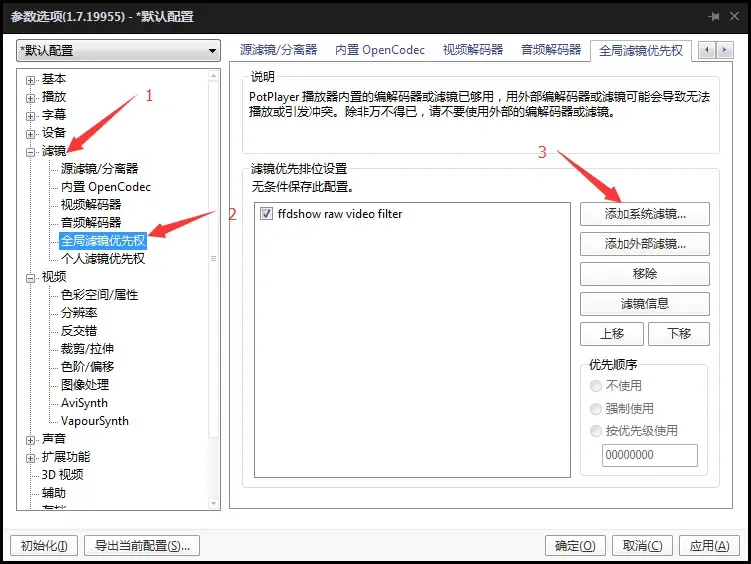 参数选项(1.7.19955) - *默认配置
*默认配置
基本
播放
字幕
设备
滤镜
源滤镜/分离器
内置 OpenCodec
视频解码器
音频解码器
全局滤镜优先权
个人滤镜优先权
视频
色彩空间/属性
分辨率
反交错
裁剪/拉伸
色阶/偏移
图像处理
AviSynth
VapourSynth
声音
扩展功能
3D 视频
辅助
1
2
源滤镜/分离器 内置 OpenCodec 视频解码器 音频解码器 全局滤镜优先权
说明
PotPlayer 播放器内置的编解码器或滤镜已够用，用外部编解码器或滤镜可能会导致无法
播放或引发冲突。除非万不得已，请不要使用外部的编解码器或滤镜。
3
滤镜优先排位设置
无条件保存此配置。
ffdshow raw video filter
添加系统滤镜...
添加外部滤镜...
移除
滤镜信息
上移 下移
优先顺序
不使用
强制使用
按优先级使用
00000000
初始化(I) 导出当前配置(S)... 确定(O) 取消(C) 应用(A)